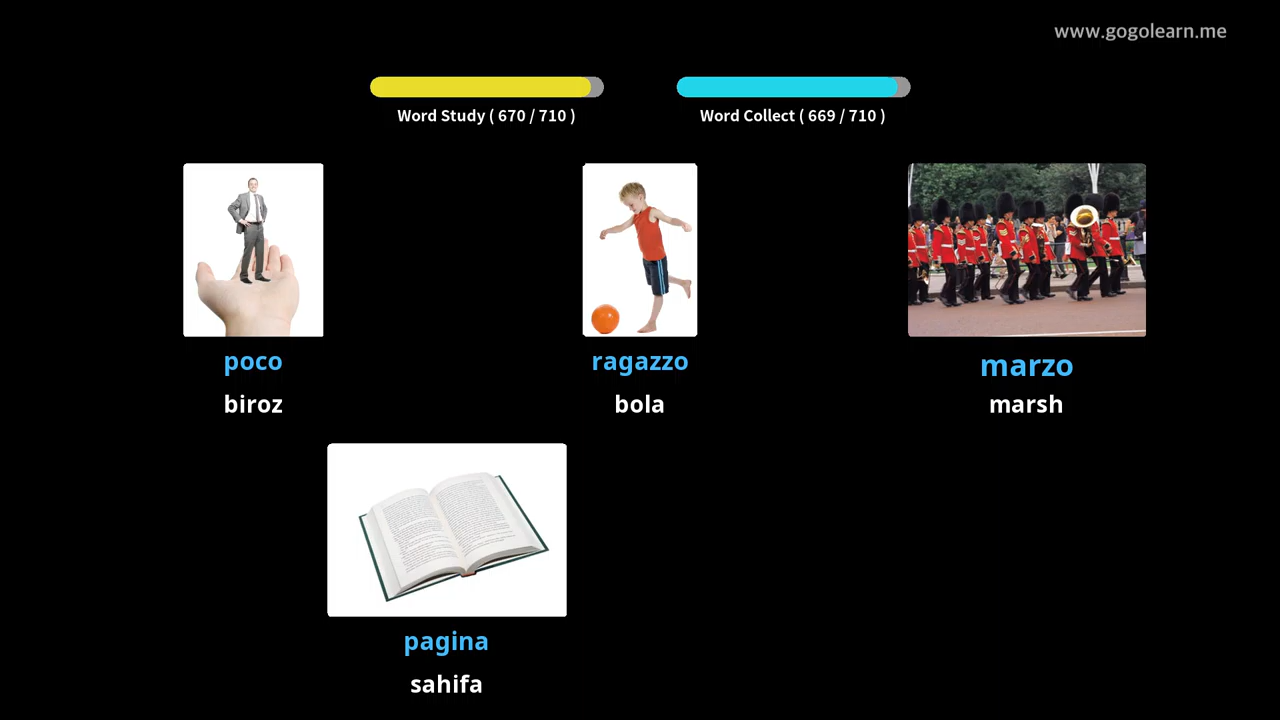 www.gogolearn.me
Word Study ( 670 / 710 )
Word Collect ( 669 / 710 )
poco
biroz
ragazzo
bola
marzo
marsh
pagina
sahifa